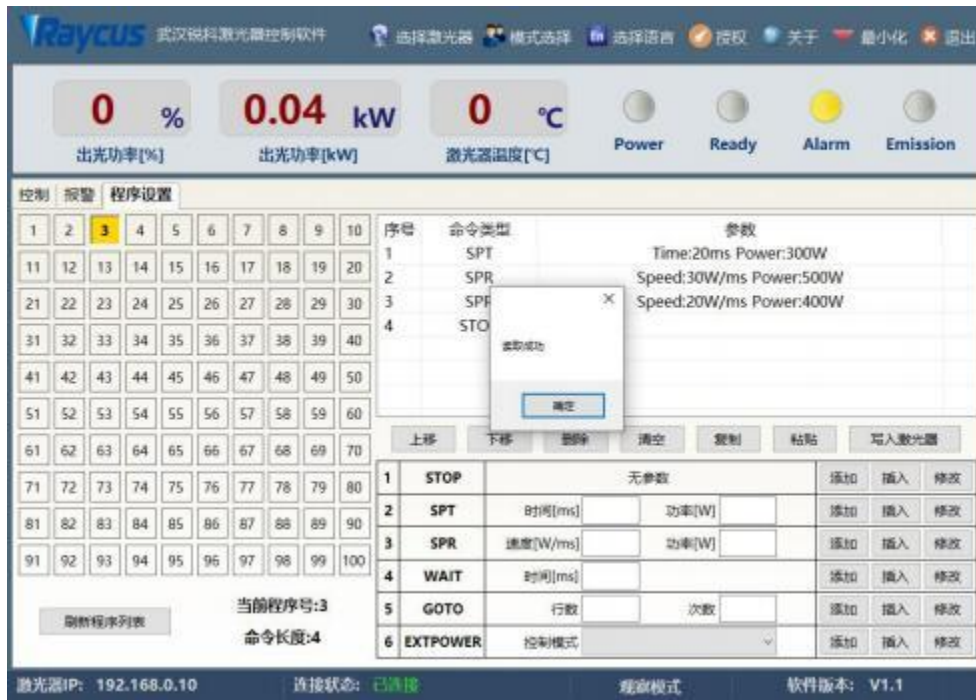 Raycus 武汉锐科激光器控制软件 选择激光器 模式选择 En 选择语言 授权 关于 最小化 退出
0 % 0.04 kW 0 ℃
出光功率[%] 出光功率[kW] 激光器温度[℃] Power Ready Alarm Emission
控制 报警 程序设置
1 2 3 4 5 6 7 8 9 10
11 12 13 14 15 16 17 18 19 20
21 22 23 24 25 26 27 28 29 30
31 32 33 34 35 36 37 38 39 40
41 42 43 44 45 46 47 48 49 50
51 52 53 54 55 56 57 58 59 60
61 62 63 64 65 66 67 68 69 70
71 72 73 74 75 76 77 78 79 80
81 82 83 84 85 86 87 88 89 90
91 92 93 94 95 96 97 98 99 100
刷新程序列表
当前程序号:3
命令长度:4
序号 命令类型 参数
1 SPT Time:20ms Power:300W
2 SPR Speed:30W/ms Power:500W
3 SPR Speed:20W/ms Power:400W
4 STO
读取成功
确定
上移 下移 删除 清空 复制 粘贴 写入激光器
1 STOP 无参数 添加 插入 修改
2 SPT 时间[ms] 功率[W] 添加 插入 修改
3 SPR 速度[W/ms] 功率[W] 添加 插入 修改
4 WAIT 时间[ms] 添加 插入 修改
5 GOTO 行数 次数 添加 插入 修改
6 EXTPOWER 控制模式 添加 插入 修改
激光器IP: 192.168.0.10 连接状态: 已连接 观察模式 软件版本: V1.1